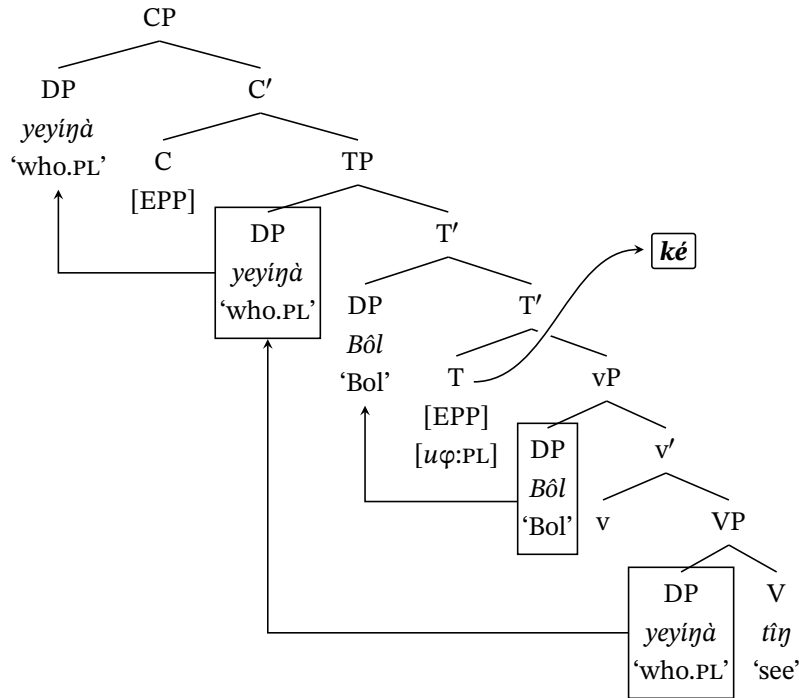 CP
DP
C′
yeyíŋà
‘who.PL’
C
TP
[EPP]
DP
T′
yeyíŋà
‘who.PL’
ké
DP
T′
Bôl
‘Bol’
T
vP
[EPP]
[uφ:PL]
DP
v′
Bôl
‘Bol’
v
VP
DP
V
yeyíŋà
tîŋ
‘who.PL’
‘see’